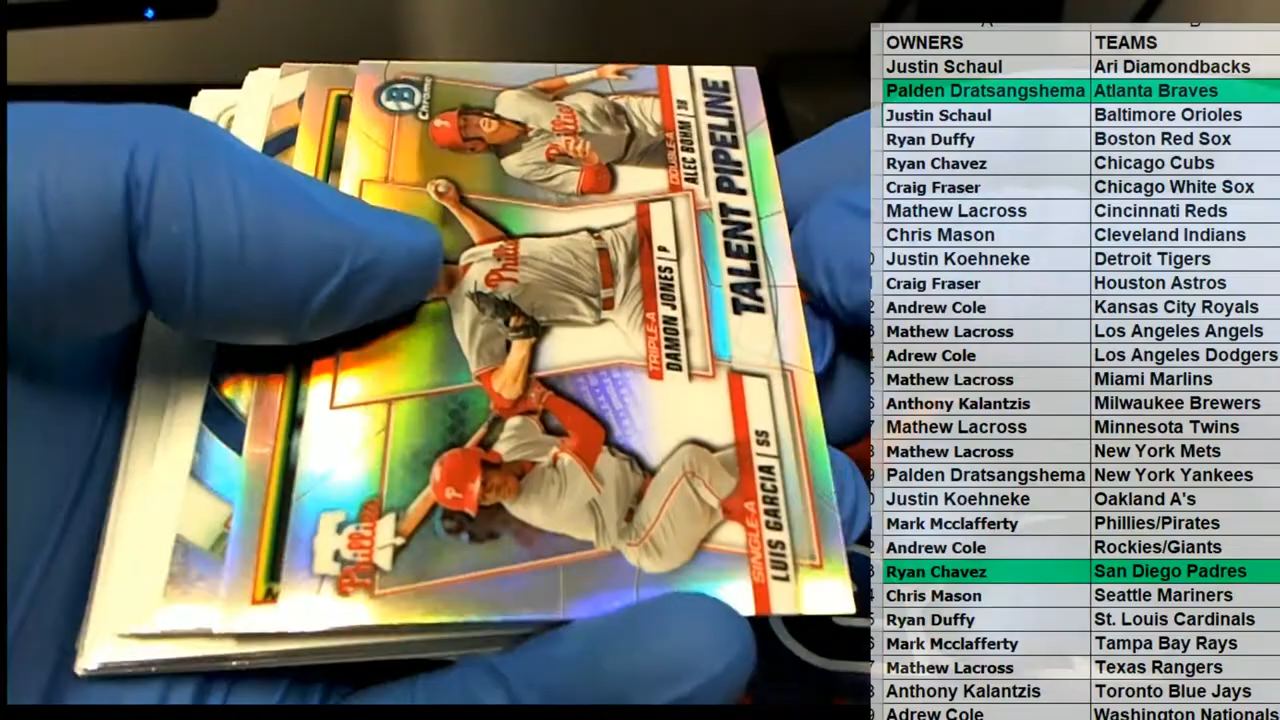 B
Chrome
DOUBLE-A
ALEC BOHM | 3B
TRIPLE-A
DAMON JONES | P
SINGLE-A
LUIS GARCIA | SS
TALENT PIPELINE
Phillies
Phillies
P
OWNERS TEAMS
Justin Schaul Ari Diamondbacks
Palden Dratsangshema Atlanta Braves
Justin Schaul Baltimore Orioles
Ryan Duffy Boston Red Sox
Ryan Chavez Chicago Cubs
Craig Fraser Chicago White Sox
Mathew Lacross Cincinnati Reds
Chris Mason Cleveland Indians
Justin Koehneke Detroit Tigers
Craig Fraser Houston Astros
Andrew Cole Kansas City Royals
Mathew Lacross Los Angeles Angels
Adrew Cole Los Angeles Dodgers
Mathew Lacross Miami Marlins
Anthony Kalantzis Milwaukee Brewers
Mathew Lacross Minnesota Twins
Mathew Lacross New York Mets
Palden Dratsangshema New York Yankees
Justin Koehneke Oakland A's
Mark Mcclafferty Phillies/Pirates
Andrew Cole Rockies/Giants
Ryan Chavez San Diego Padres
Chris Mason Seattle Mariners
Ryan Duffy St. Louis Cardinals
Mark Mcclafferty Tampa Bay Rays
Mathew Lacross Texas Rangers
Anthony Kalantzis Toronto Blue Jays
Adrew Cole Washington Nationals